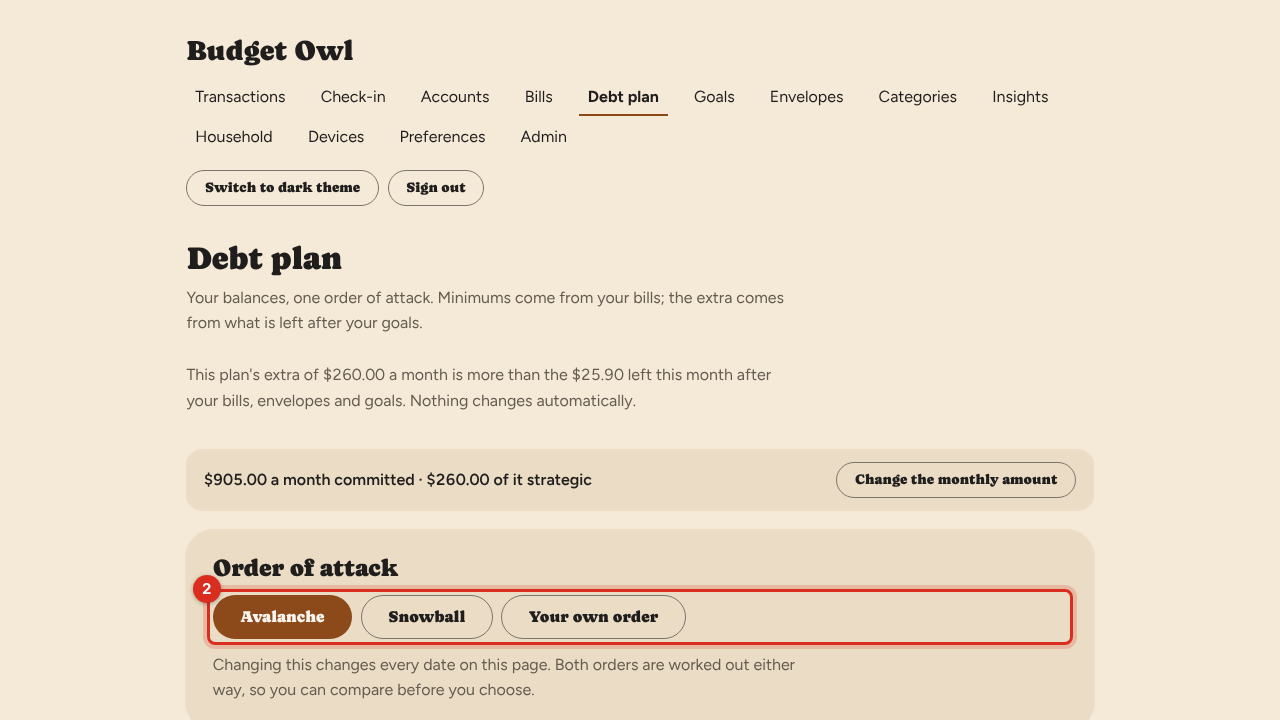 Budget Owl
Transactions Check-in Accounts Bills Debt plan Goals Envelopes Categories Insights
Household Devices Preferences Admin
Switch to dark theme Sign out
Debt plan
Your balances, one order of attack. Minimums come from your bills; the extra comes
from what is left after your goals.
This plan's extra of $260.00 a month is more than the $25.90 left this month after
your bills, envelopes and goals. Nothing changes automatically.
$905.00 a month committed · $260.00 of it strategic Change the monthly amount
Order of attack
2
Avalanche Snowball Your own order
Changing this changes every date on this page. Both orders are worked out either
way, so you can compare before you choose.